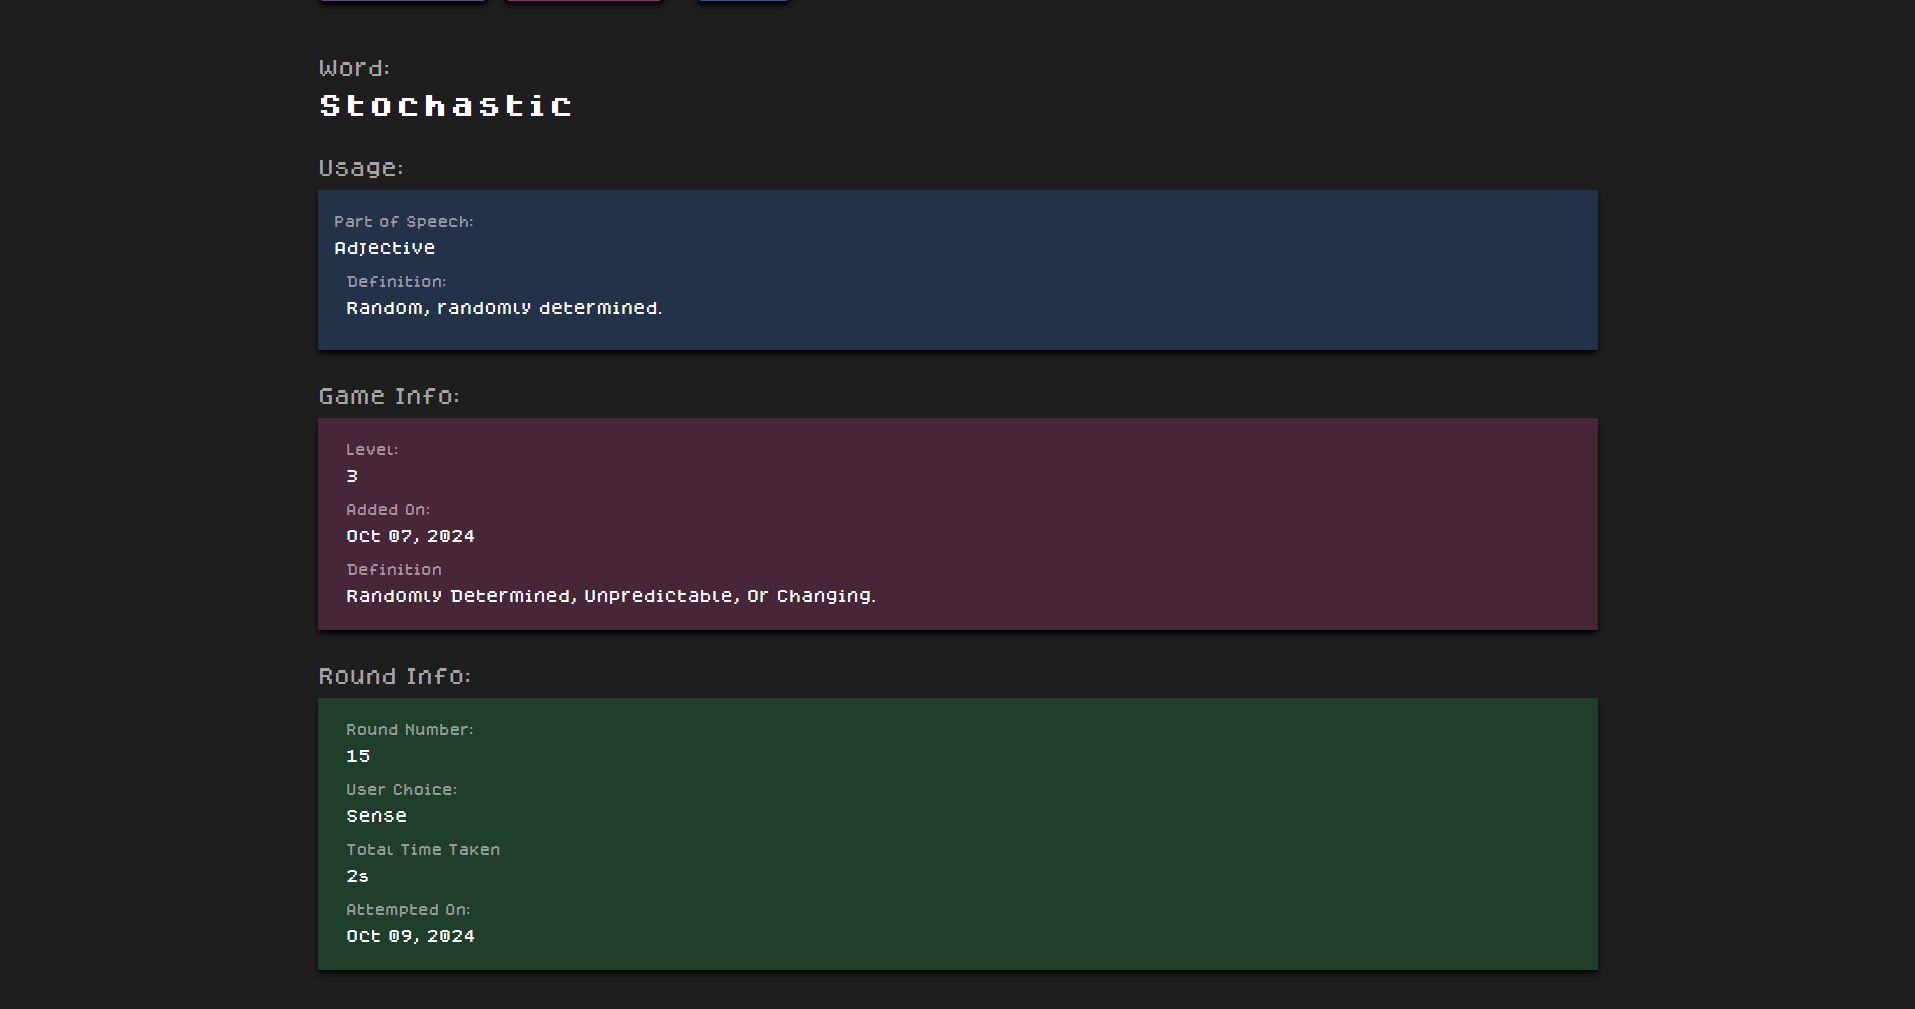 Word:
Stochastic
Usage:
Part of Speech:
Adjective
Definition:
Random, randomly determined.
Game Info:
Level:
3
Added On:
Oct 07, 2024
Definition
Randomly Determined, Unpredictable, Or Changing.
Round Info:
Round Number:
15
User Choice:
Sense
Total Time Taken
2s
Attempted On:
Oct 09, 2024